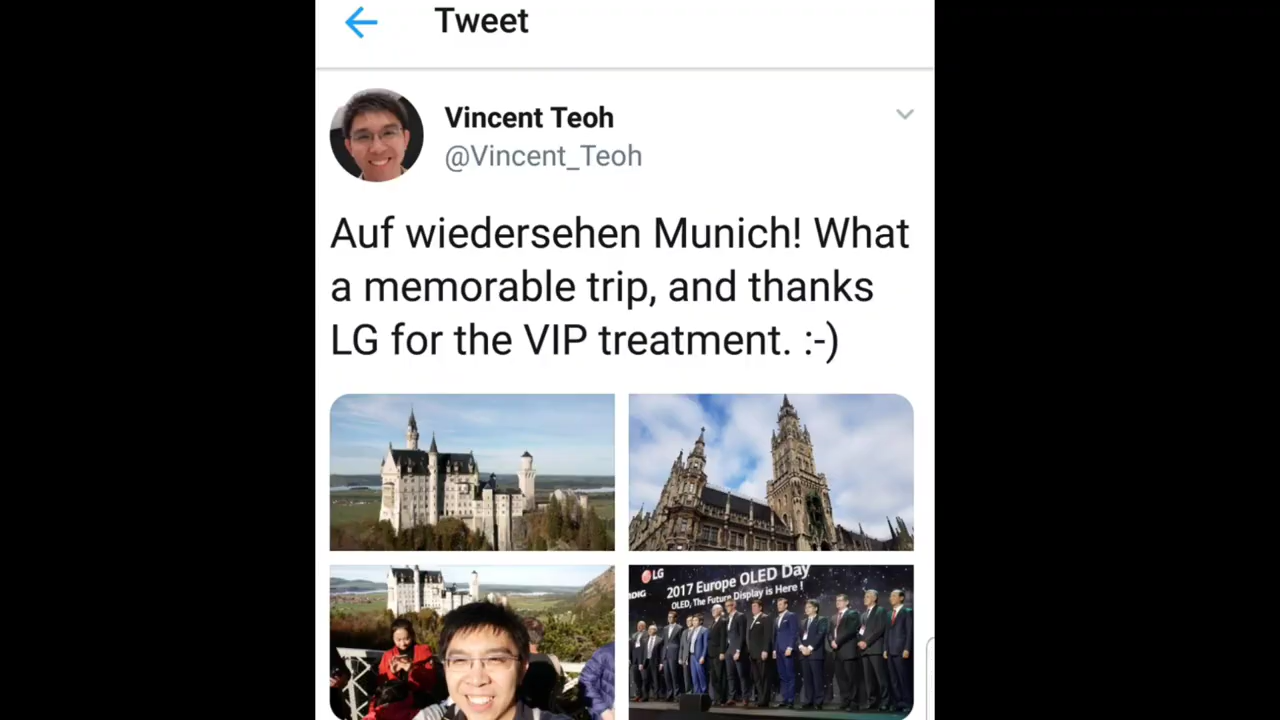 Tweet
Vincent Teoh
@Vincent_Teoh
Auf wiedersehen Munich! What
a memorable trip, and thanks
LG for the VIP treatment. :-)
LG
2017 Europe OLED Day
OLED, The Future Display is Here !